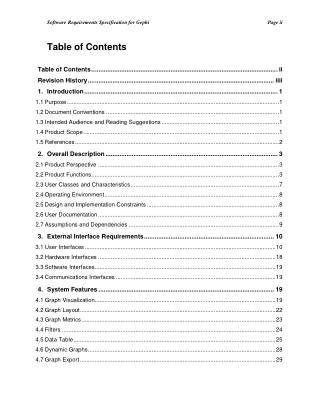 Software Requirements Specification for Gephi Page ii
Table of Contents
Table of Contents ii
Revision History iii
1. Introduction 1
1.1 Purpose 1
1.2 Document Conventions 1
1.3 Intended Audience and Reading Suggestions 1
1.4 Product Scope 1
1.5 References 2
2. Overall Description 3
2.1 Product Perspective 3
2.2 Product Functions 3
2.3 User Classes and Characteristics 7
2.4 Operating Environment 8
2.5 Design and Implementation Constraints 8
2.6 User Documentation 8
2.7 Assumptions and Dependencies 9
3. External Interface Requirements 10
3.1 User Interfaces 10
3.2 Hardware Interfaces 18
3.3 Software Interfaces 19
3.4 Communications Interfaces 19
4. System Features 19
4.1 Graph Visualization 19
4.2 Graph Layout 22
4.3 Graph Metrics 23
4.4 Filters 24
4.5 Data Table 25
4.6 Dynamic Graphs 28
4.7 Graph Export 29